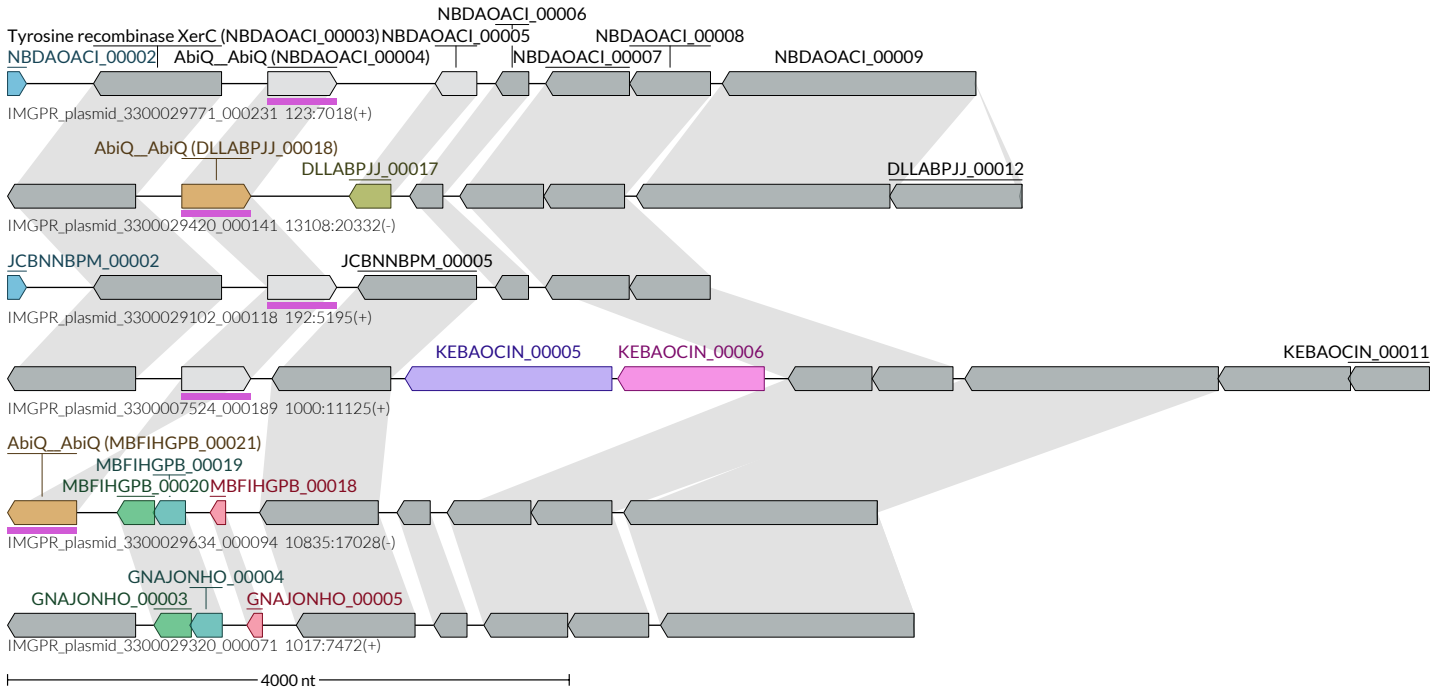 NBDAOACI_00006
Tyrosine recombinase XerC (NBDAOACI_00003) NBDAOACI_00005 NBDAOACI_00008
NBDAOACI_00002 AbiQ__AbiQ (NBDAOACI_00004) NBDAOACI_00007 NBDAOACI_00009
IMGPR_plasmid_3300029771_000231 123:7018(+)
AbiQ__AbiQ (DLLABPJJ_00018)
DLLABPJJ_00017 DLLABPJJ_00012
IMGPR_plasmid_3300029420_000141 13108:20332(-)
JCBNNBPM_00002 JCBNNBPM_00005
IMGPR_plasmid_3300029102_000118 192:5195(+)
KEBAOCIN_00005 KEBAOCIN_00006 KEBAOCIN_00011
IMGPR_plasmid_3300007524_000189 1000:11125(+)
AbiQ__AbiQ (MBFIHGPB_00021)
MBFIHGPB_00019
MBFIHGPB_00020 MBFIHGPB_00018
IMGPR_plasmid_3300029634_000094 10835:17028(-)
GNAJONHO_00004
GNAJONHO_00003 GNAJONHO_00005
IMGPR_plasmid_3300029320_000071 1017:7472(+)
4000 nt